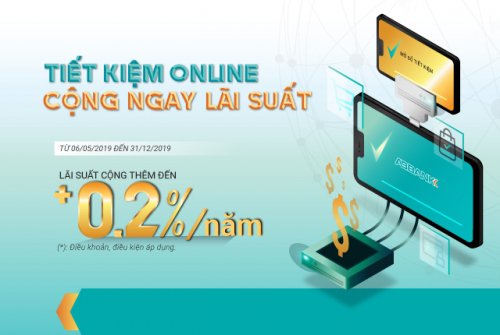 TIẾT KIỆM ONLINE
CỘNG NGAY LÃI SUẤT
TỪ 06/05/2019 ĐẾN 31/12/2019
LÃI SUẤT CỘNG THÊM ĐẾN
+0.2%/năm
(*): Điều khoản, điều kiện áp dụng.
MỞ SỔ TIẾT KIỆM
ABBANK